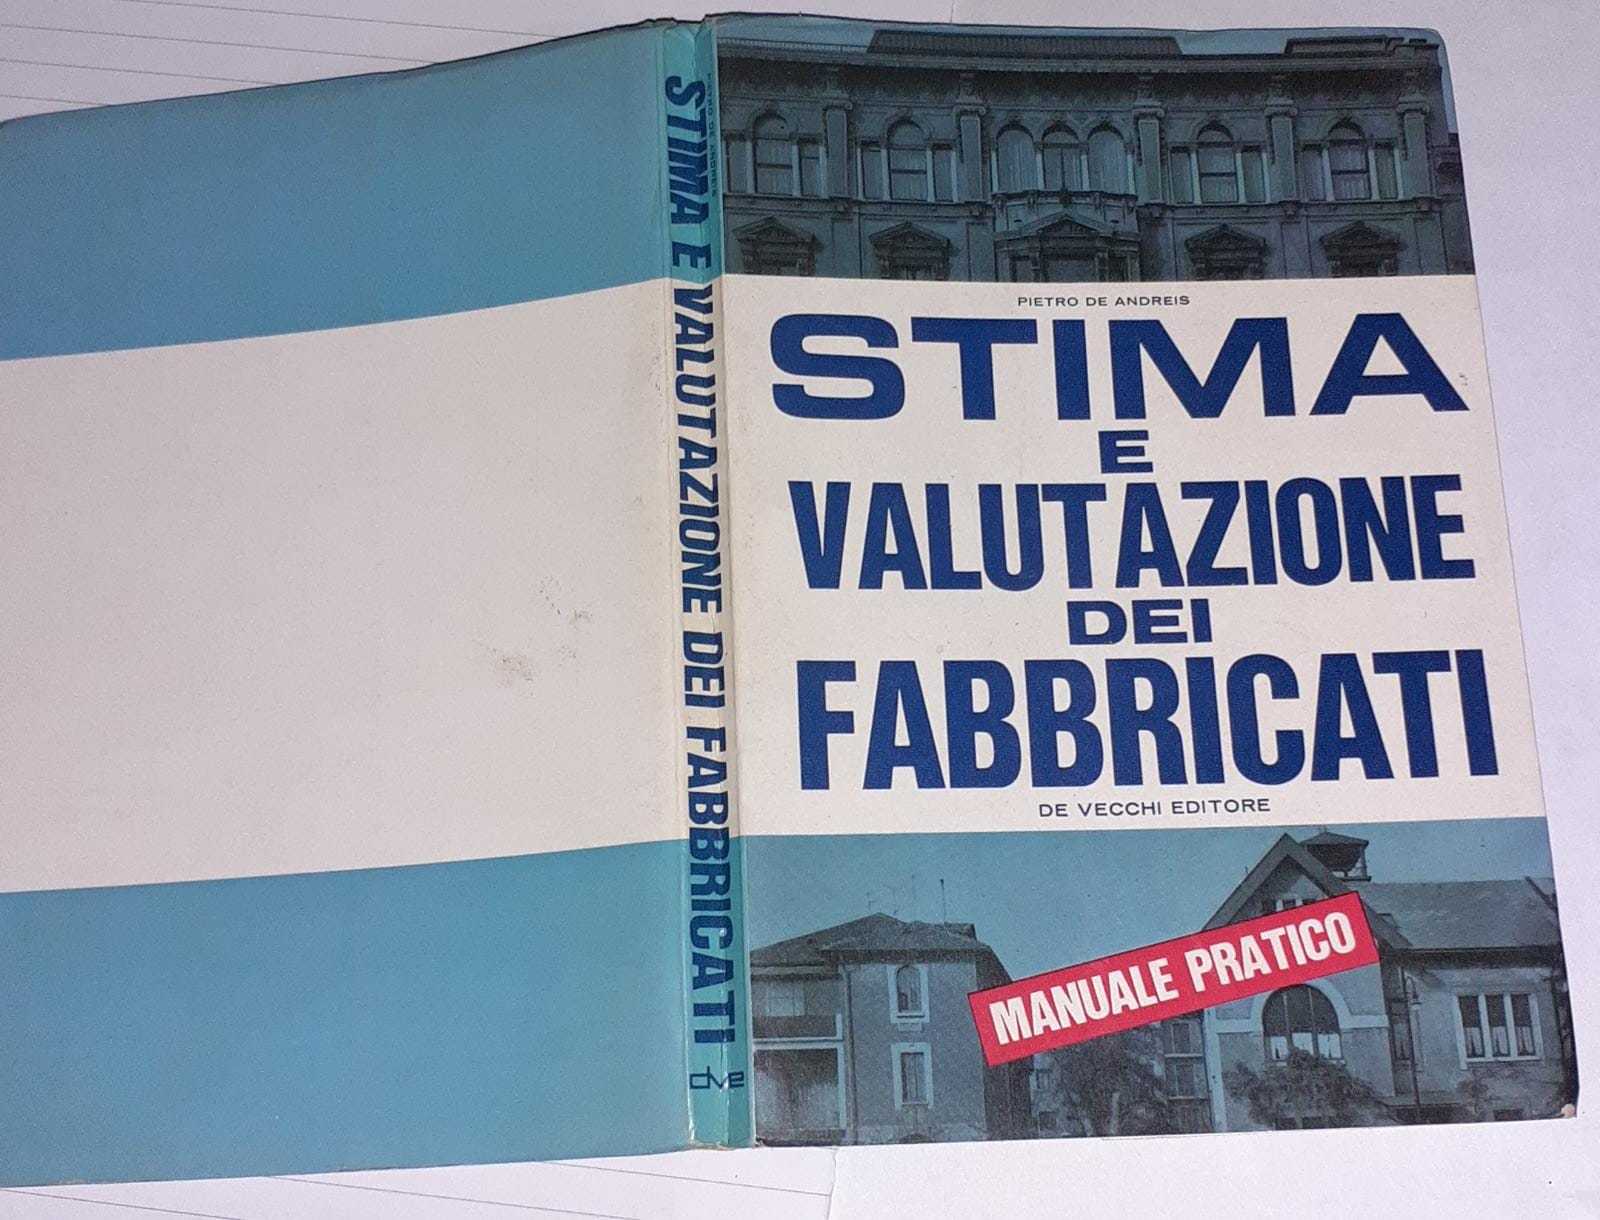 PIETRO DE ANDREIS
STIMA E VALUTAZIONE DEI FABBRICATI
dve
PIETRO DE ANDREIS
STIMA
E
VALUTAZIONE
DEI
FABBRICATI
DE VECCHI EDITORE
MANUALE PRATICO